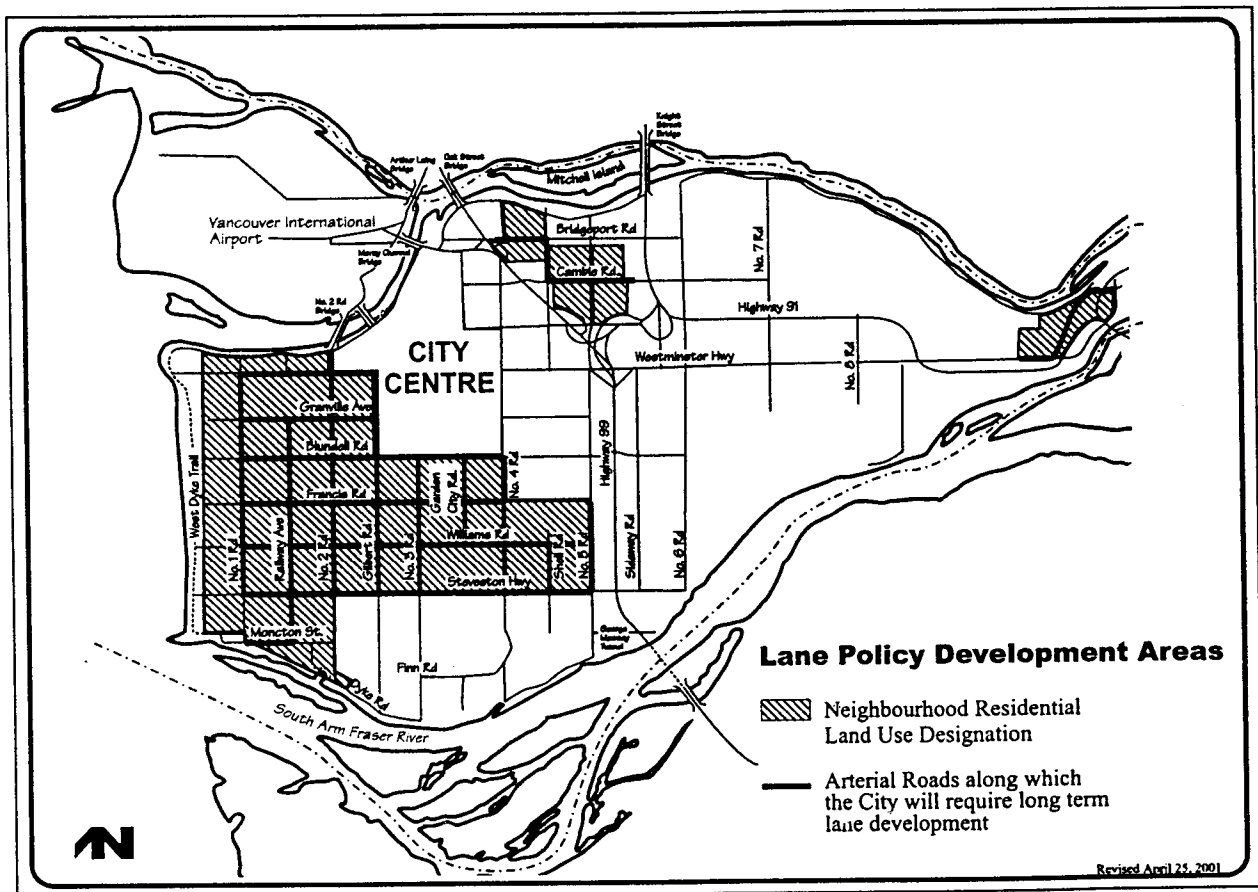 Knight
Street
Bridge
Arthur Laing
Bridge
Oak Street
Bridge
Mitchell Island
Vancouver International
Airport
Moray Channel
Bridge
Bridgeport Rd
Cambie Rd
No. 7 Rd
No. 2 Rd
Bridge
Highway 91
CITY
CENTRE
Westminster Hwy
No. 8 Rd
Granville Ave
Blundell Rd
West Dyke Trail
Francis Rd
Garden
City Rd.
No. 4 Rd
Highway 99
No. 1 Rd
Railway Ave
No. 2 Rd
Gilbert Rd
No. 3 Rd
Williams Rd
Shell Rd
No. 5 Rd
Sideway Rd
No. 6 Rd
Steveston Hwy
Moncton St.
George
Massey
Tunnel
Finn Rd
Dyke Rd
South Arm Fraser River
Lane Policy Development Areas
Neighbourhood Residential
Land Use Designation
Arterial Roads along which
the City will require long term
lane development
N
Revised April 25, 2001